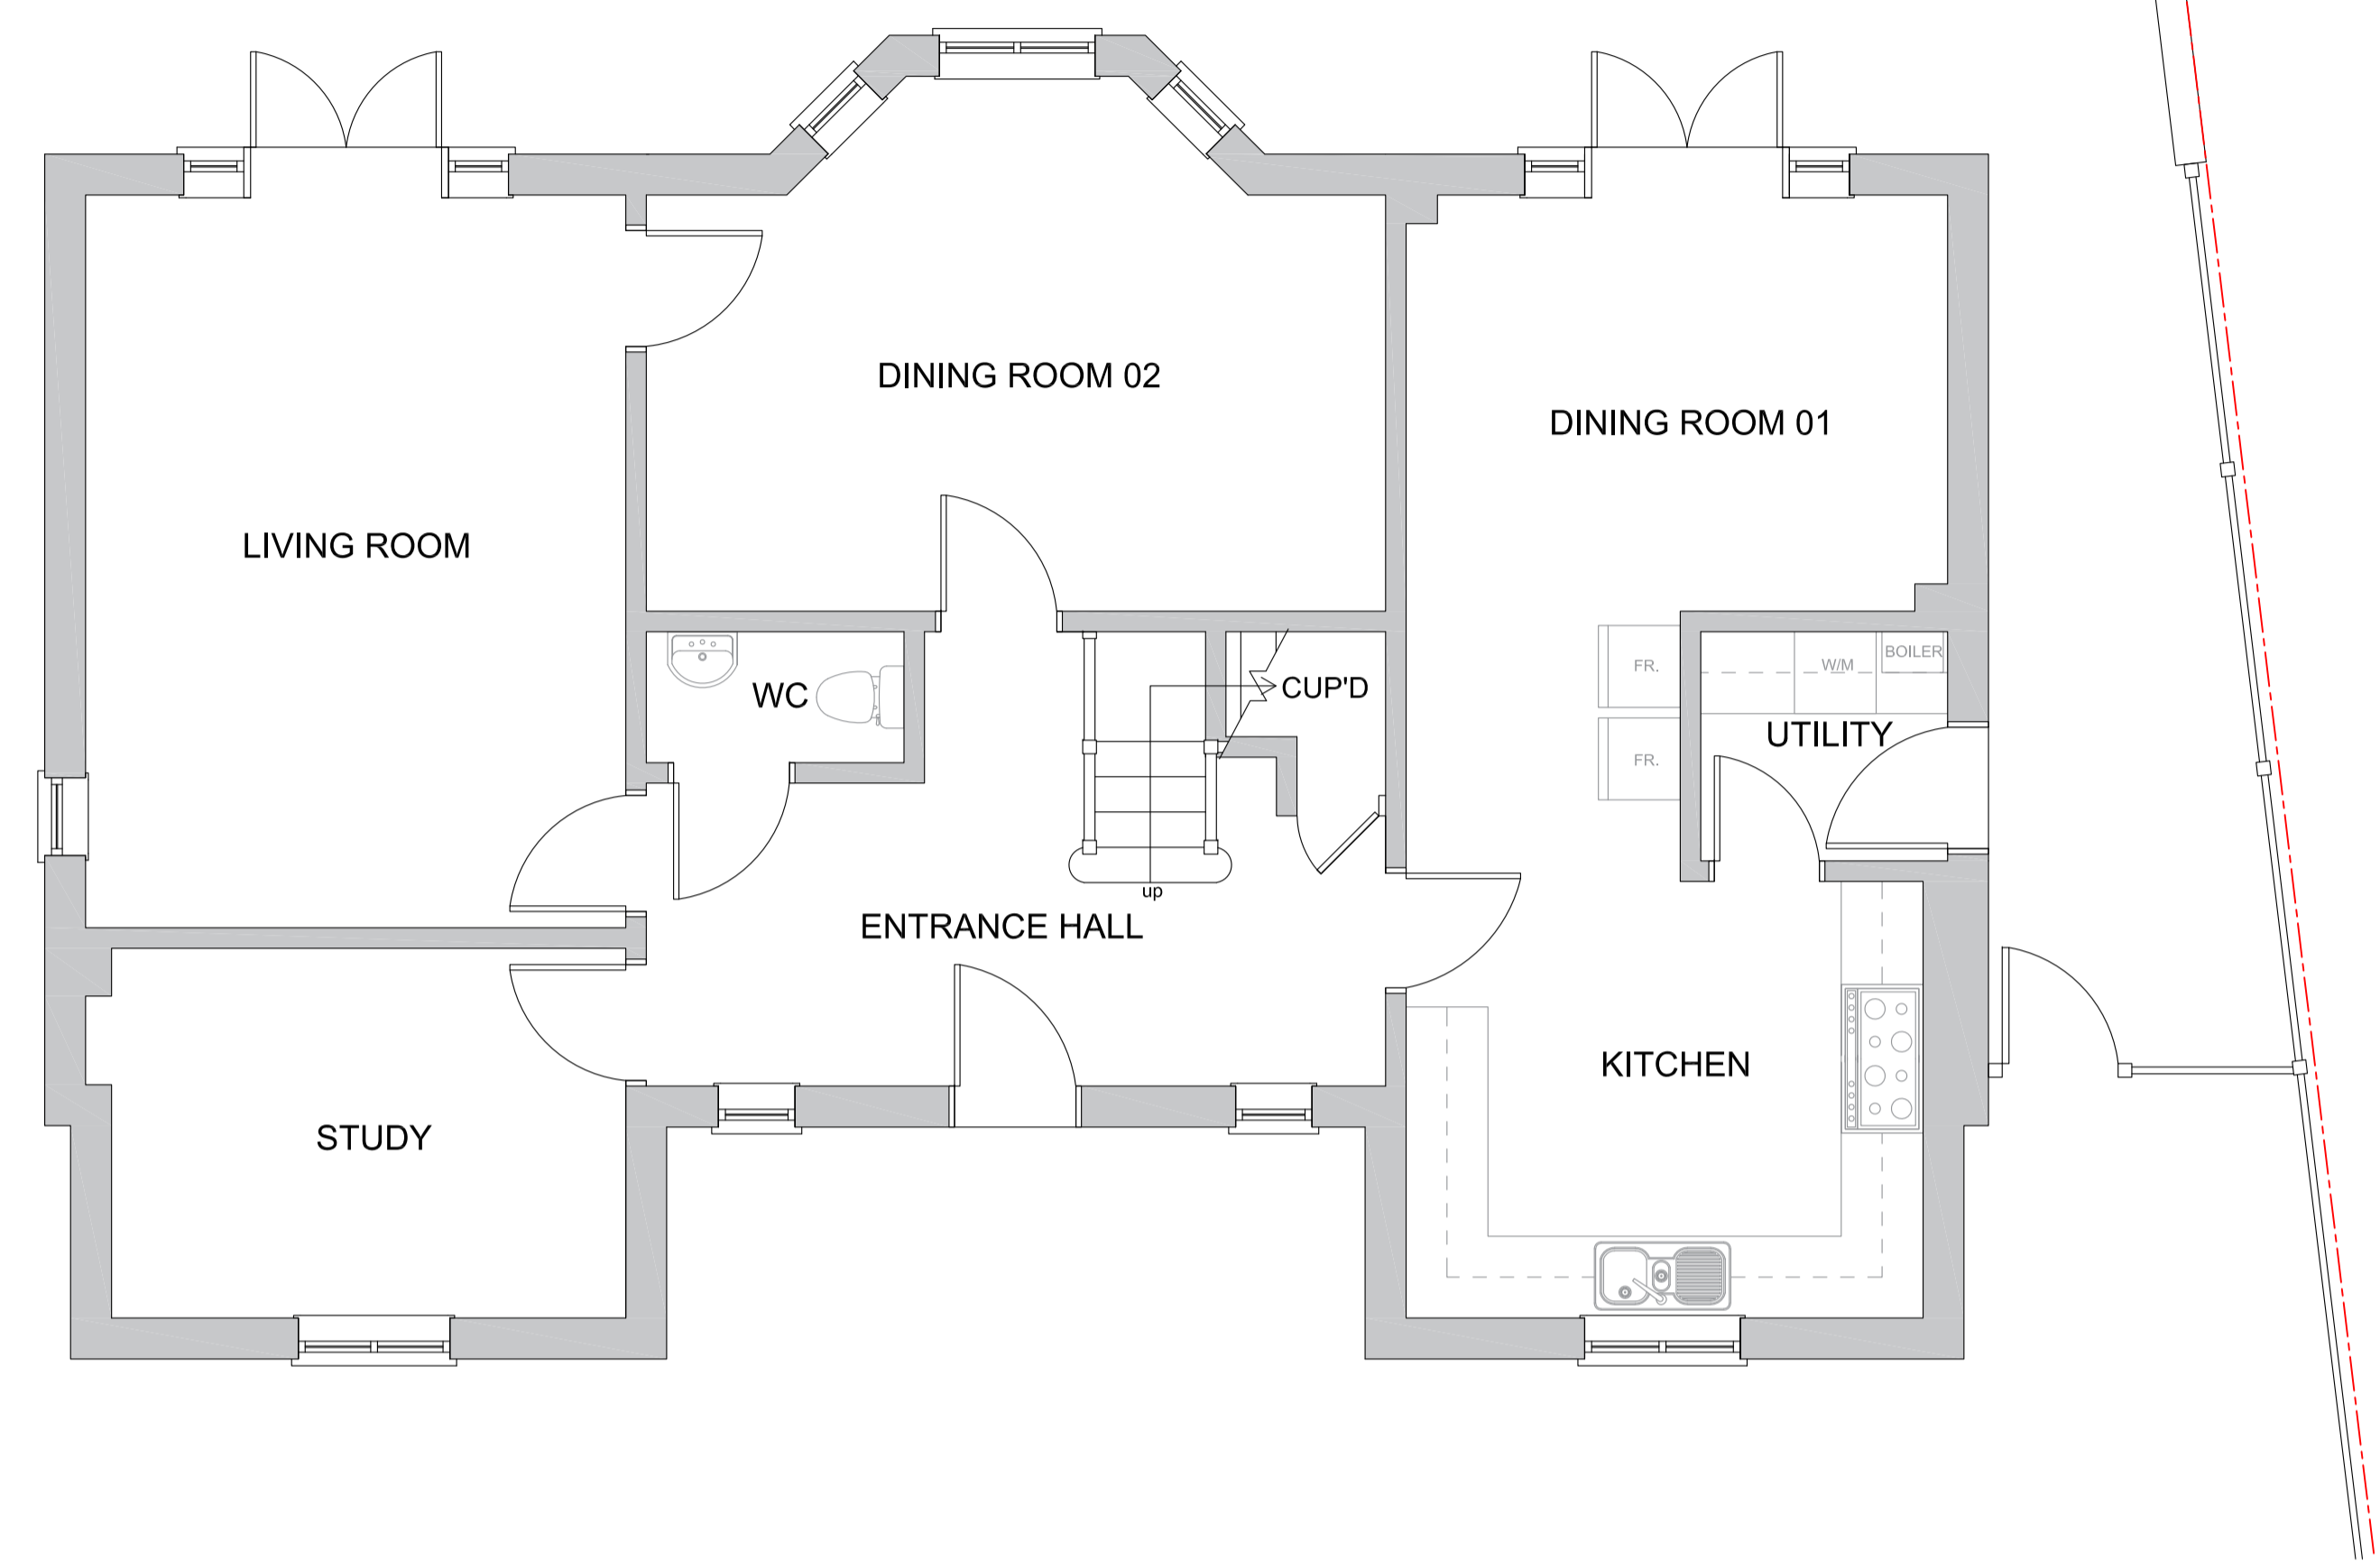 DINING ROOM 02
DINING ROOM 01
LIVING ROOM
WC
CUP'D
FR.
W/M
BOILER
UTILITY
FR.
up
ENTRANCE HALL
KITCHEN
STUDY